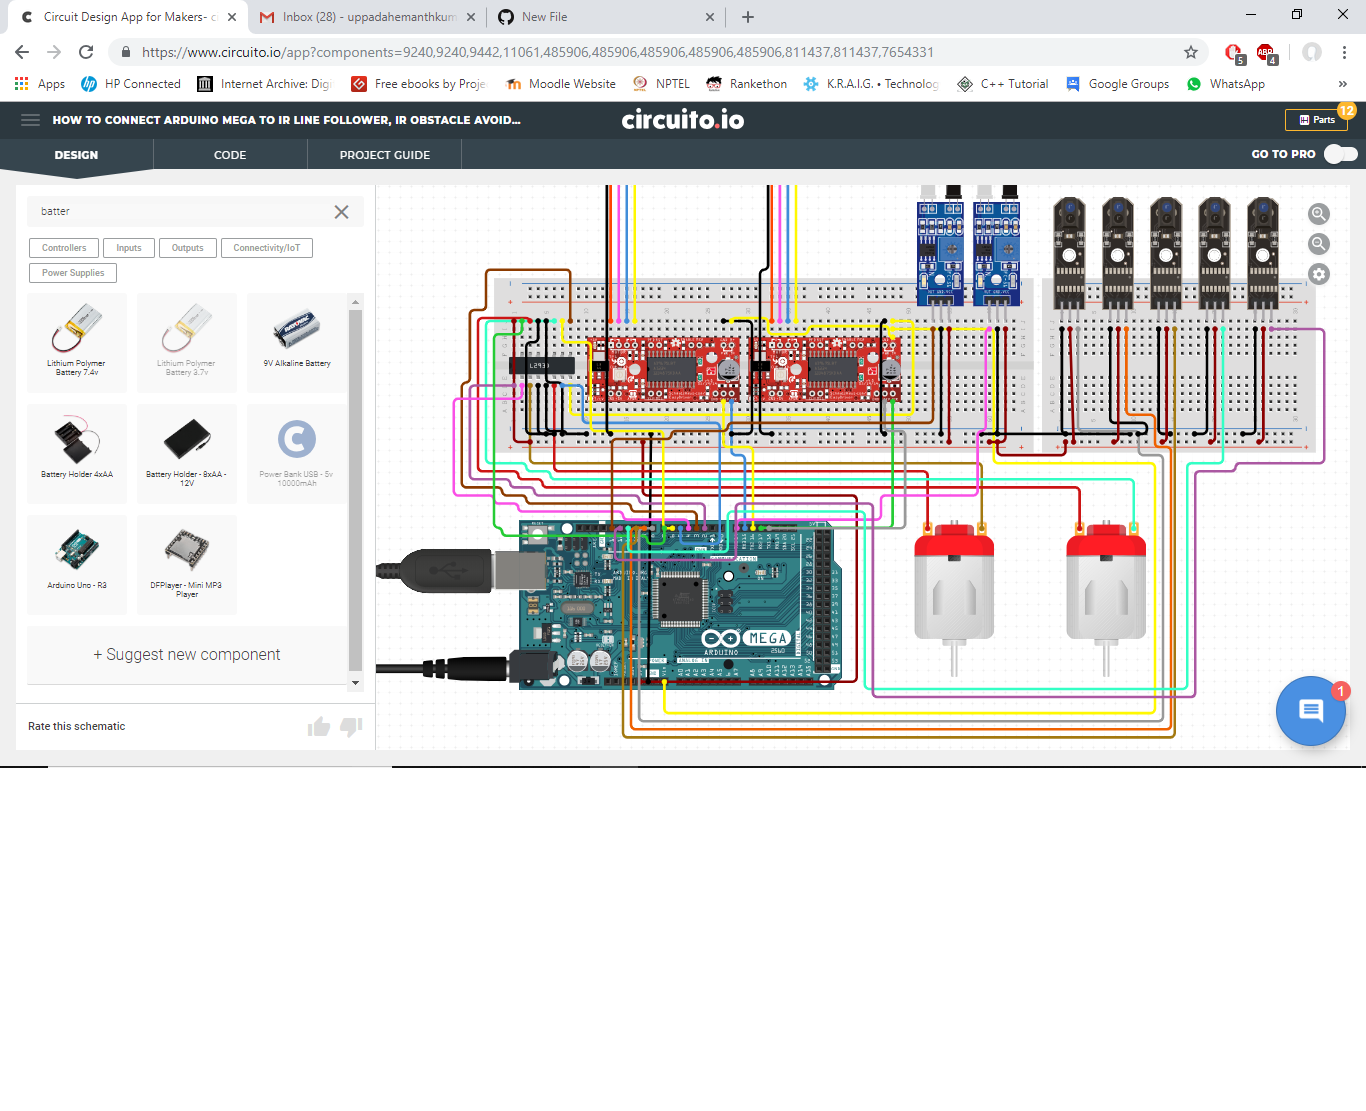 Circuit Design App for Makers- c
Inbox (28) - uppadahemanthkum
New File
https://www.circuito.io/app?components=9240,9240,9442,11061,485906,485906,485906,485906,485906,811437,811437,7654331
5
4
Apps
HP Connected
Internet Archive: Digi
Free ebooks by Proje
Moodle Website
NPTEL
Rankethon
K.R.A.I.G. • Technolog
C++ Tutorial
Google Groups
WhatsApp
»
HOW TO CONNECT ARDUINO MEGA TO IR LINE FOLLOWER, IR OBSTACLE AVOID...
circuito.io
Parts
12
DESIGN
CODE
PROJECT GUIDE
GO TO PRO
batter
Controllers
Inputs
Outputs
Connectivity/IoT
Power Supplies
Lithium Polymer
Battery 7.4v
Lithium Polymer
Battery 3.7v
9V Alkaline Battery
Battery Holder 4xAA
Battery Holder - 8xAA -
12V
Power Bank USB - 5v
10000mAh
Arduino Uno - R3
DFPlayer - Mini MP3
Player
+ Suggest new component
Rate this schematic
L293D
MEGA
2560
ARDUINO
ANALOG IN
1